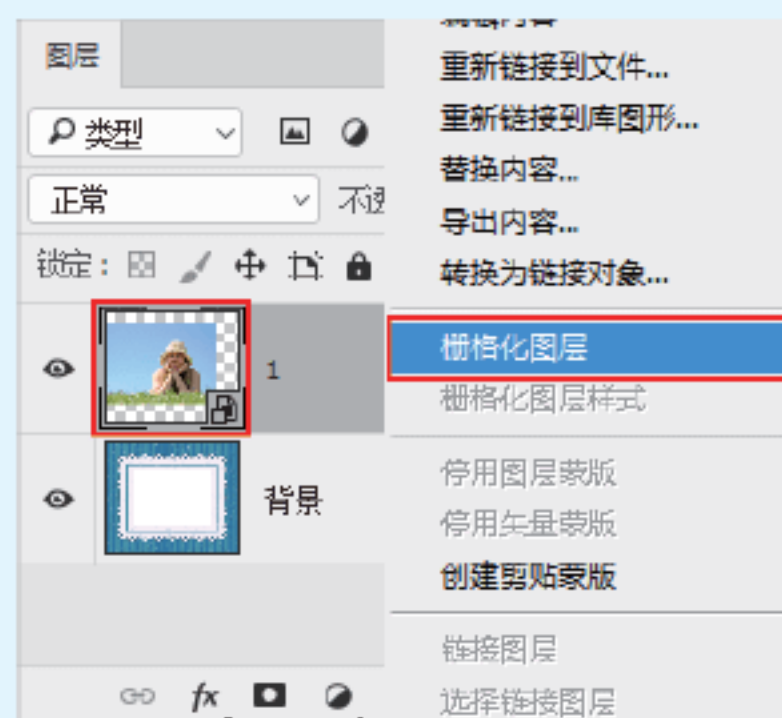 图层
类型
正常
不透
锁定：
1
背景
fx
重新链接到文件...
重新链接到库图形...
替换内容...
导出内容...
转换为链接对象...
栅格化图层
栅格化图层样式
停用图层蒙版
停用矢量蒙版
创建剪贴蒙版
链接图层
选择链接图层